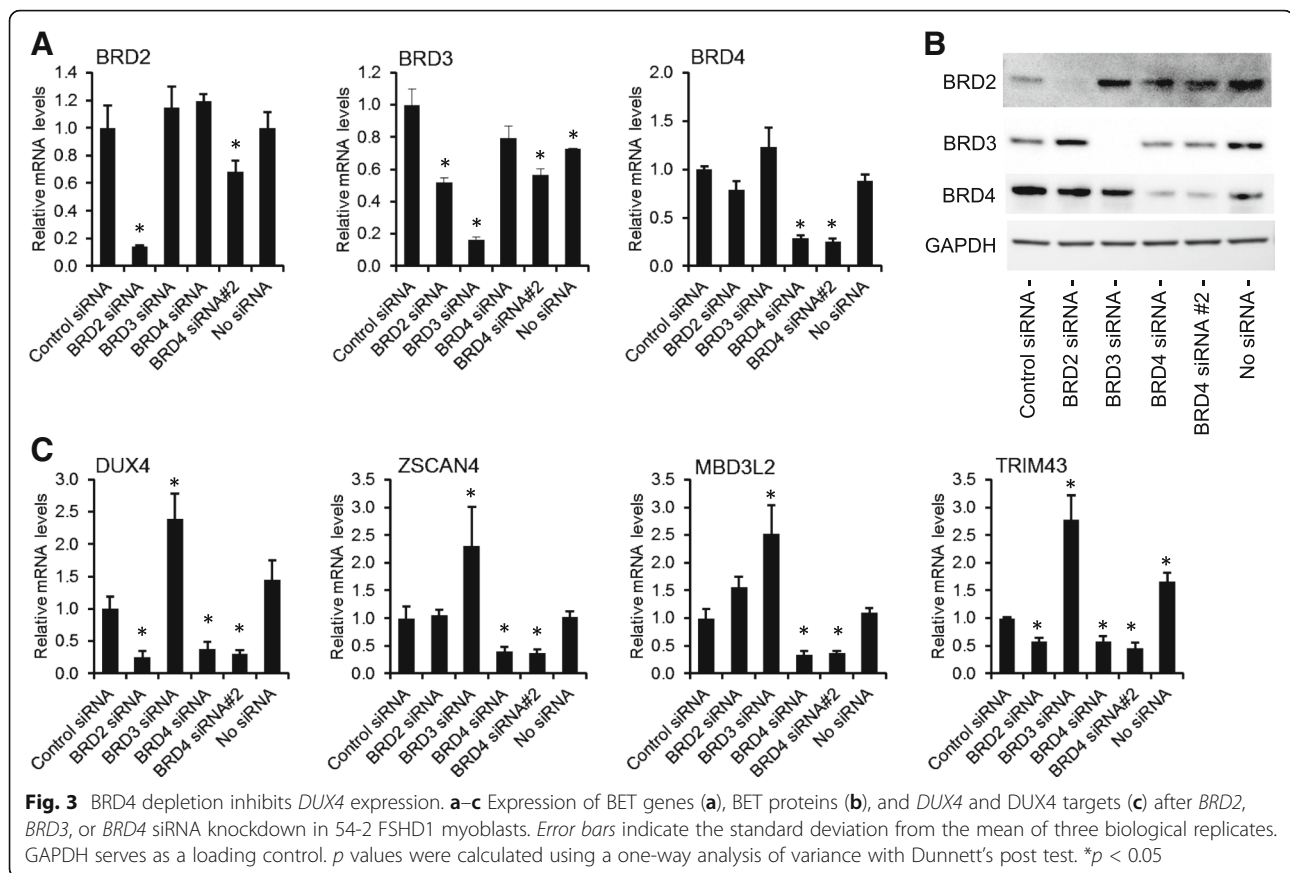 A
BRD2
Relative mRNA levels
1.4
1.2
1.0
0.8
0.6
0.4
0.2
0.0
*
*
Control siRNA
BRD2 siRNA
BRD3 siRNA
BRD4 siRNA
BRD4 siRNA#2
No siRNA
BRD3
Relative mRNA levels
1.2
1.0
0.8
0.6
0.4
0.2
0.0
*
*
*
*
Control siRNA
BRD2 siRNA
BRD3 siRNA
BRD4 siRNA
BRD4 siRNA#2
No siRNA
BRD4
Relative mRNA levels
2.0
1.5
1.0
0.5
0.0
*
*
Control siRNA
BRD2 siRNA
BRD3 siRNA
BRD4 siRNA
BRD4 siRNA#2
No siRNA
B
BRD2
BRD3
BRD4
GAPDH
Control siRNA -
BRD2 siRNA -
BRD3 siRNA -
BRD4 siRNA -
BRD4 siRNA #2 -
No siRNA -
C
DUX4
Relative mRNA levels
3.0
2.5
2.0
1.5
1.0
0.5
0.0
*
*
*
*
Control siRNA
BRD2 siRNA
BRD3 siRNA
BRD4 siRNA
BRD4 siRNA#2
No siRNA
ZSCAN4
Relative mRNA levels
3.5
3.0
2.5
2.0
1.5
1.0
0.5
0.0
*
*
*
Control siRNA
BRD2 siRNA
BRD3 siRNA
BRD4 siRNA
BRD4 siRNA#2
No siRNA
MBD3L2
Relative mRNA levels
3.5
3.0
2.5
2.0
1.5
1.0
0.5
0.0
*
*
*
Control siRNA
BRD2 siRNA
BRD3 siRNA
BRD4 siRNA
BRD4 siRNA#2
No siRNA
TRIM43
Relative mRNA levels
3.5
3.0
2.5
2.0
1.5
1.0
0.5
0.0
*
*
*
*
*
Control siRNA
BRD2 siRNA
BRD3 siRNA
BRD4 siRNA
BRD4 siRNA#2
No siRNA
Fig. 3 BRD4 depletion inhibits DUX4 expression. a–c Expression of BET genes (a), BET proteins (b), and DUX4 and DUX4 targets (c) after BRD2,
BRD3, or BRD4 siRNA knockdown in 54-2 FSHD1 myoblasts. Error bars indicate the standard deviation from the mean of three biological replicates.
GAPDH serves as a loading control. p values were calculated using a one-way analysis of variance with Dunnett's post test. *p < 0.05